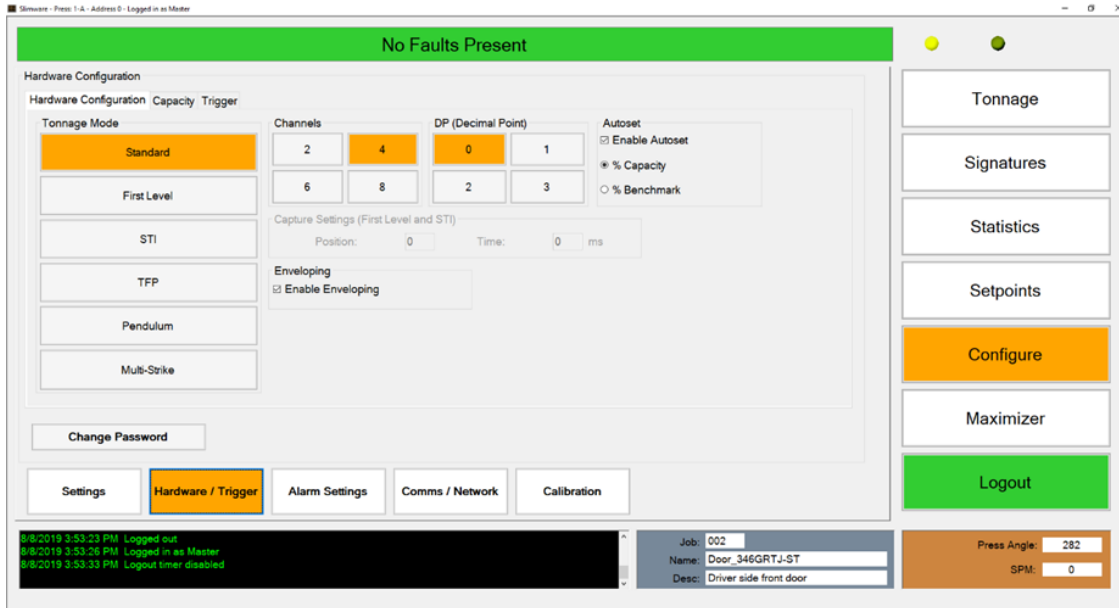 Slimware - Press: 1-A - Address 0 - Logged in as Master
No Faults Present
Hardware Configuration
Hardware Configuration Capacity Trigger
Tonnage Mode
Standard
First Level
STI
TFP
Pendulum
Multi-Strike
Channels
2 4
6 8
DP (Decimal Point)
0 1
2 3
Autoset
Enable Autoset
% Capacity
% Benchmark
Capture Settings (First Level and STI)
Position: 0 Time: 0 ms
Enveloping
Enable Enveloping
Change Password
Settings Hardware / Trigger Alarm Settings Comms / Network Calibration
Tonnage
Signatures
Statistics
Setpoints
Configure
Maximizer
Logout
8/8/2019 3:53:23 PM Logged out
8/8/2019 3:53:26 PM Logged in as Master
8/8/2019 3:53:33 PM Logout timer disabled
Job: 002
Name: Door_346GRTJ-ST
Desc: Driver side front door
Press Angle: 282
SPM: 0